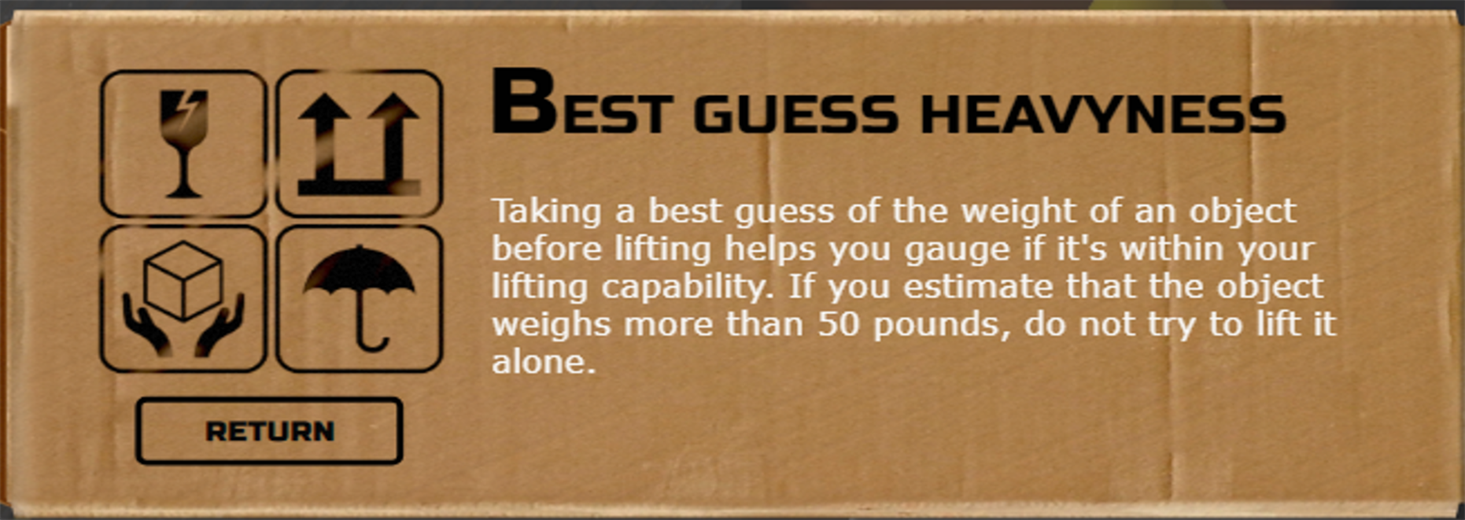 Best guess heavyness
Taking a best guess of the weight of an object
before lifting helps you gauge if it's within your
lifting capability. If you estimate that the object
weighs more than 50 pounds, do not try to lift it
alone.
RETURN